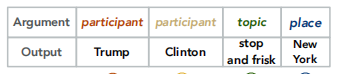 Argument participant participant topic place
Output Trump Clinton stop and frisk New York